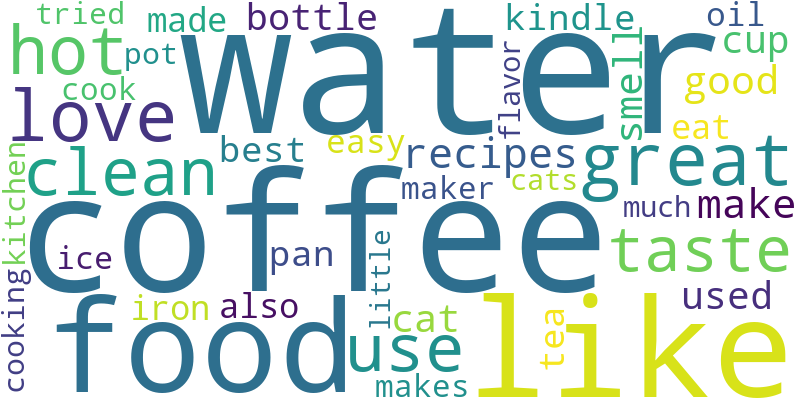 tried
made
bottle
kindle
oil
hot
water
cup
pot
flavor
smell
cook
good
love
best
easy
recipes
eat
great
clean
maker
cats
kitchen
coffee
much
make
ice
pan
little
taste
cooking
food
iron
also
use
cat
like
tea
used
makes